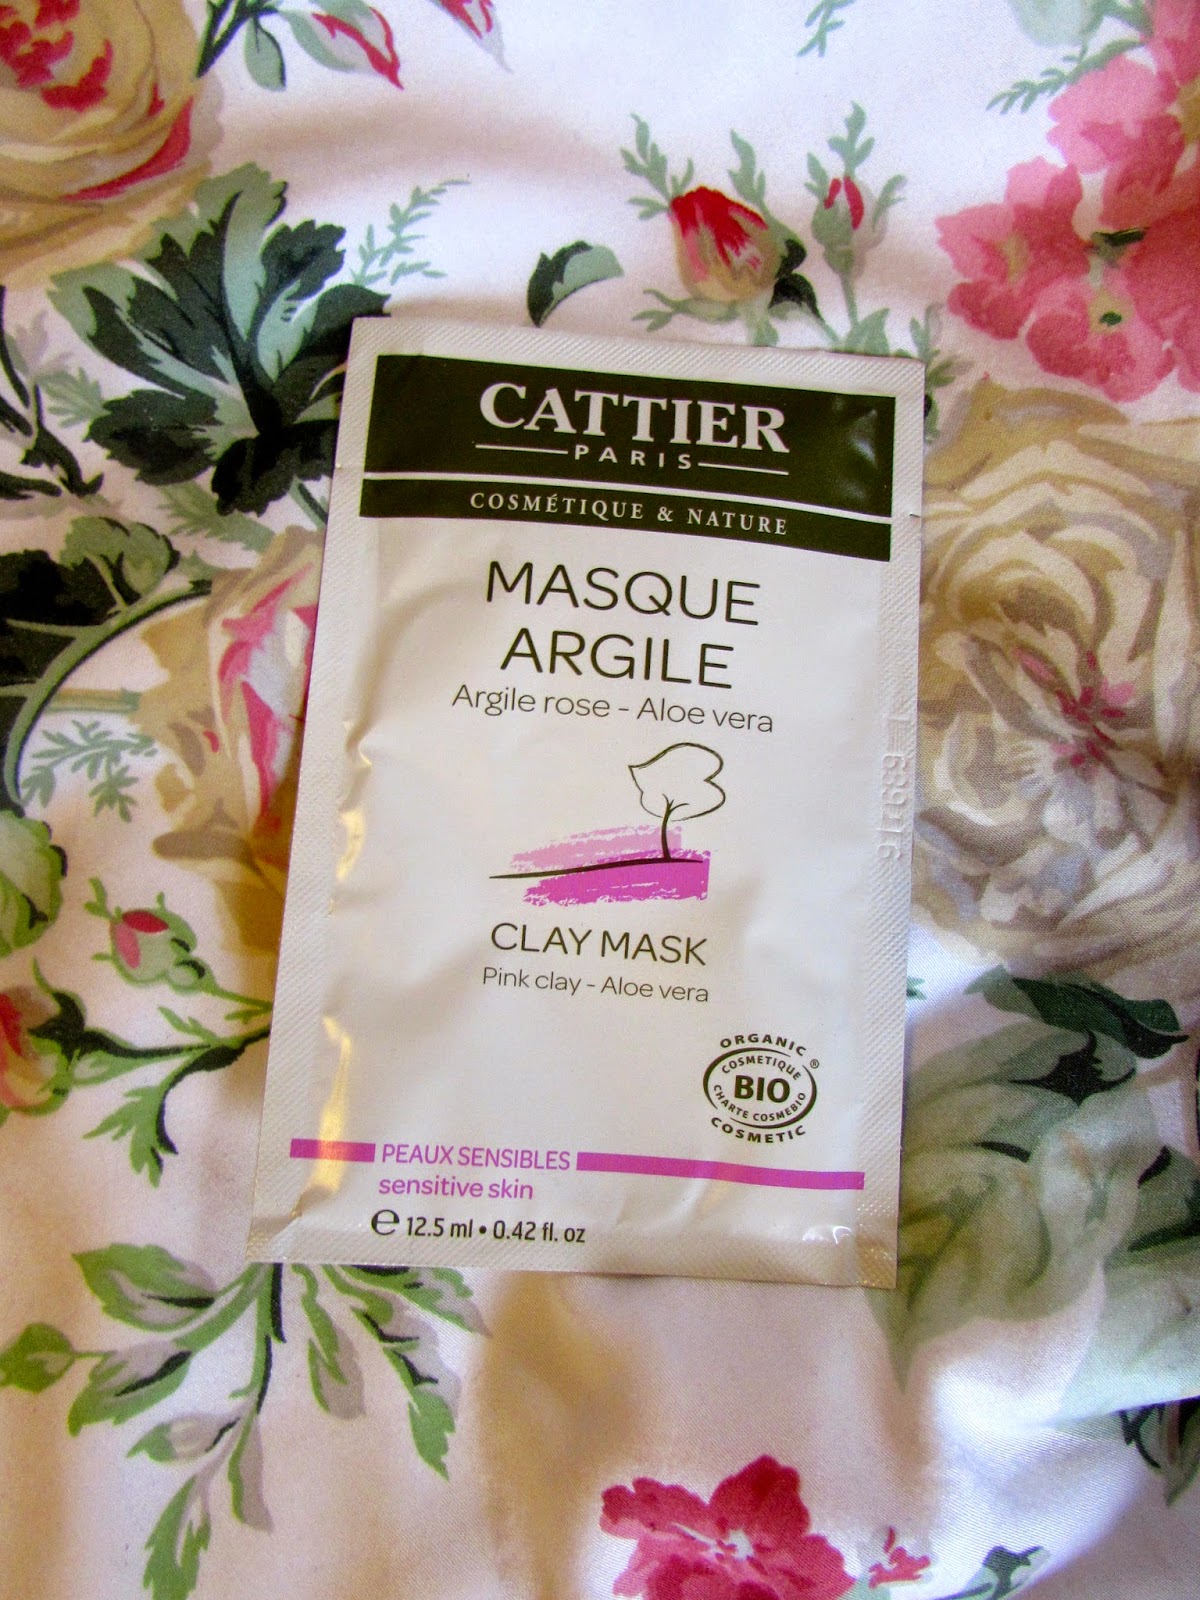 CATTIER
PARIS
COSMÉTIQUE & NATURE
MASQUE
ARGILE
Argile rose - Aloe vera
CLAY MASK
Pink clay - Aloe vera
ORGANIC ®
COSMETIQUE
BIO
CHARTE COSMEBIO
COSMETIC
PEAUX SENSIBLES
sensitive skin
℮ 12.5 ml • 0.42 fl. oz